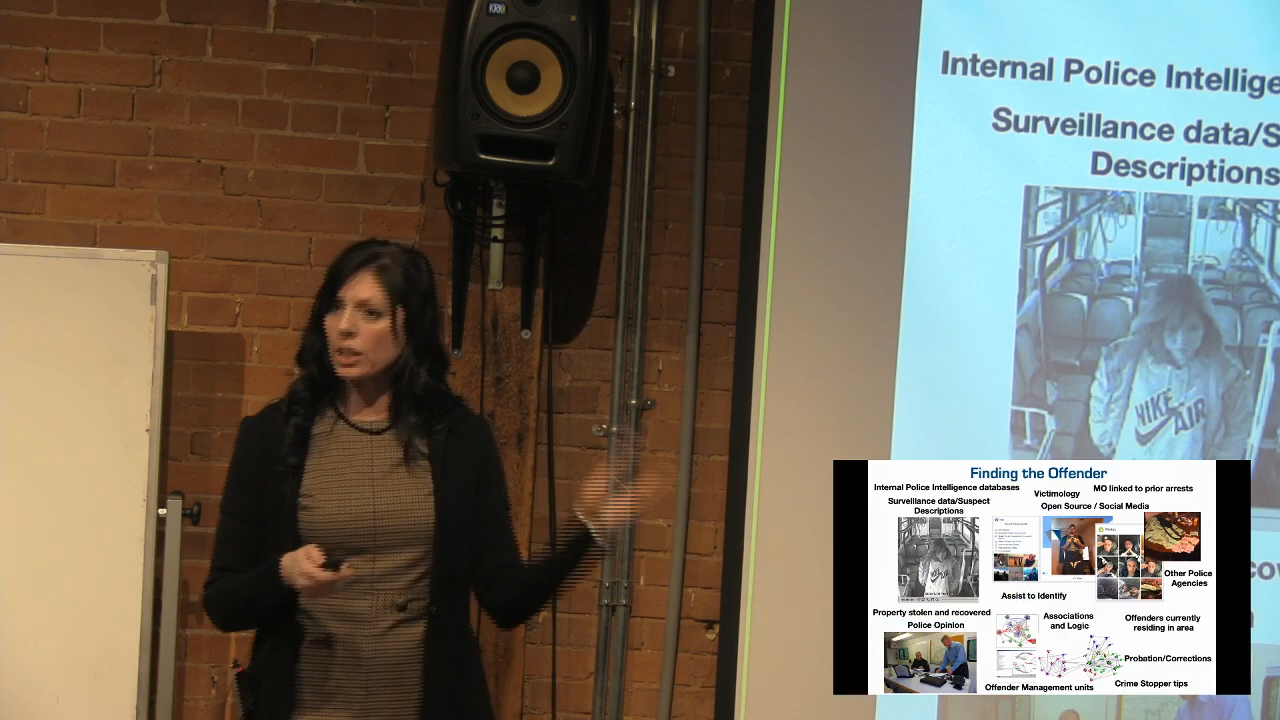 KRK
Internal Police Intellige
Surveillance data/S
Descriptions
NIKE
AIR
Finding the Offender
Internal Police Intelligence databases
Victimology
MO linked to prior arrests
Surveillance data/Suspect
Descriptions
Open Source / Social Media
NIKE
AIR
Other Police
Agencies
Assist to Identify
Property stolen and recovered
Police Opinion
Associations
and Logic
Offenders currently
residing in area
Probation/Corrections
Offender Management units
Crime Stopper tips